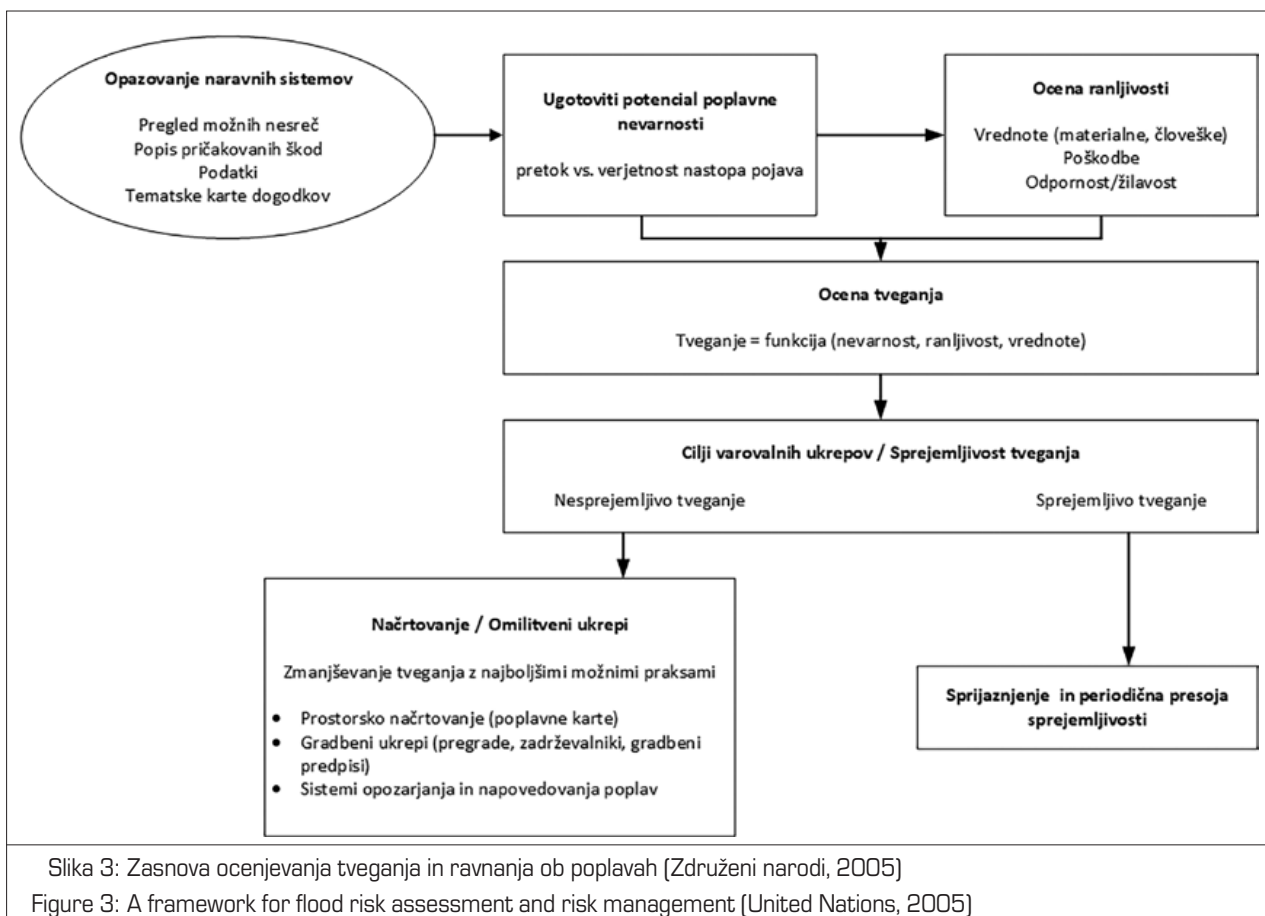 Opazovanje naravnih sistemov
Pregled možnih nesreč
Popis pričakovanih škod
Podatki
Tematske karte dogodkov
Ugotoviti potencial poplavne
nevarnosti
pretok vs. verjetnost nastopa pojava
Ocena ranljivosti
Vrednote (materialne, človeške)
Poškodbe
Odpornost/žilavost
Ocena tveganja
Tveganje = funkcija (nevarnost, ranljivost, vrednote)
Cilji varovalnih ukrepov / Sprejemljivost tveganja
Nesprejemljivo tveganje
Sprejemljivo tveganje
Načrtovanje / Omilitveni ukrepi
Zmanjševanje tveganja z najboljšimi možnimi praksami
• Prostorsko načrtovanje (poplavne karte)
• Gradbeni ukrepi (pregrade, zadrževalniki, gradbeni
predpisi)
• Sistemi opozarjanja in napovedovanja poplav
Sprijaznjenje in periodična presoja
sprejemljivosti
Slika 3: Zasnova ocenjevanja tveganja in ravnanja ob poplavah (Združeni narodi, 2005)
Figure 3: A framework for flood risk assessment and risk management (United Nations, 2005)